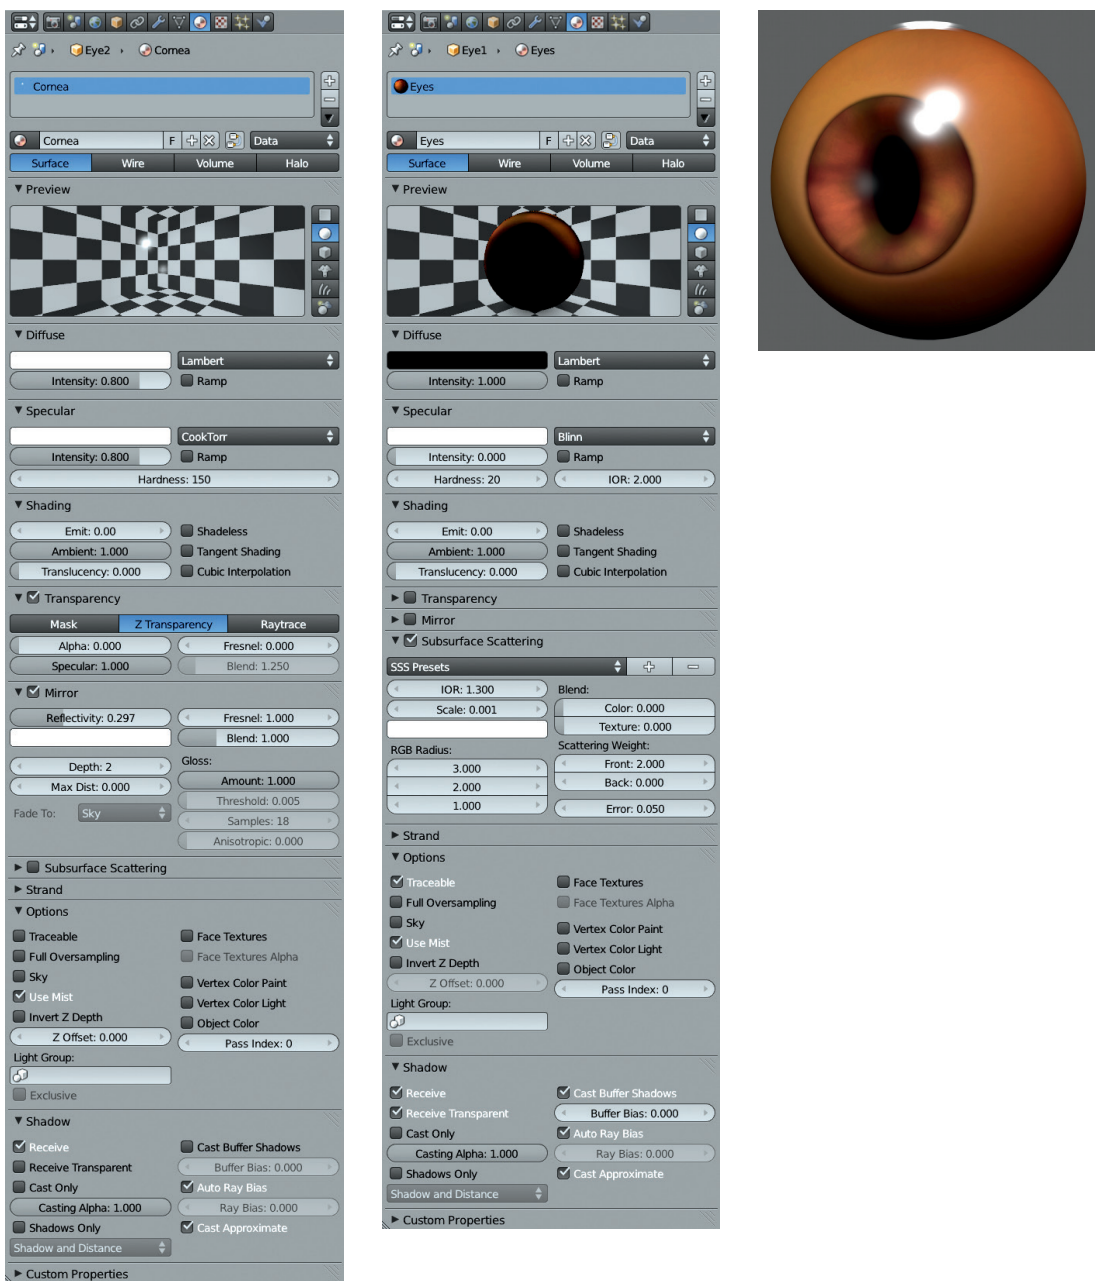 Eye2 Cornea
Cornea
Cornea F Data
Surface Wire Volume Halo
Preview
Diffuse
Lambert
Intensity: 0.800 Ramp
Specular
CookTorr
Intensity: 0.800 Ramp
Hardness: 150
Shading
Emit: 0.00 Shadeless
Ambient: 1.000 Tangent Shading
Translucency: 0.000 Cubic Interpolation
Transparency
Mask Z Transparency Raytrace
Alpha: 0.000 Fresnel: 0.000
Specular: 1.000 Blend: 1.250
Mirror
Reflectivity: 0.297 Fresnel: 1.000
Blend: 1.000
Depth: 2 Gloss:
Max Dist: 0.000 Amount: 1.000
Threshold: 0.005
Fade To: Sky Samples: 18
Anisotropic: 0.000
Subsurface Scattering
Strand
Options
Traceable Face Textures
Full Oversampling Face Textures Alpha
Sky Vertex Color Paint
Use Mist Vertex Color Light
Invert Z Depth Object Color
Z Offset: 0.000 Pass Index: 0
Light Group:
Exclusive
Shadow
Receive Cast Buffer Shadows
Receive Transparent Buffer Bias: 0.000
Cast Only Auto Ray Bias
Casting Alpha: 1.000 Ray Bias: 0.000
Shadows Only Cast Approximate
Shadow and Distance
Custom Properties
Eye1 Eyes
Eyes
Eyes F Data
Surface Wire Volume Halo
Preview
Diffuse
Lambert
Intensity: 1.000 Ramp
Specular
Blinn
Intensity: 0.000 Ramp
Hardness: 20 IOR: 2.000
Shading
Emit: 0.00 Shadeless
Ambient: 1.000 Tangent Shading
Translucency: 0.000 Cubic Interpolation
Transparency
Mirror
Subsurface Scattering
SSS Presets
IOR: 1.300 Blend:
Scale: 0.001 Color: 0.000
Texture: 0.000
RGB Radius: Scattering Weight:
3.000 Front: 2.000
2.000 Back: 0.000
1.000 Error: 0.050
Strand
Options
Traceable Face Textures
Full Oversampling Face Textures Alpha
Sky Vertex Color Paint
Use Mist Vertex Color Light
Invert Z Depth Object Color
Z Offset: 0.000 Pass Index: 0
Light Group:
Exclusive
Shadow
Receive Cast Buffer Shadows
Receive Transparent Buffer Bias: 0.000
Cast Only Auto Ray Bias
Casting Alpha: 1.000 Ray Bias: 0.000
Shadows Only Cast Approximate
Shadow and Distance
Custom Properties